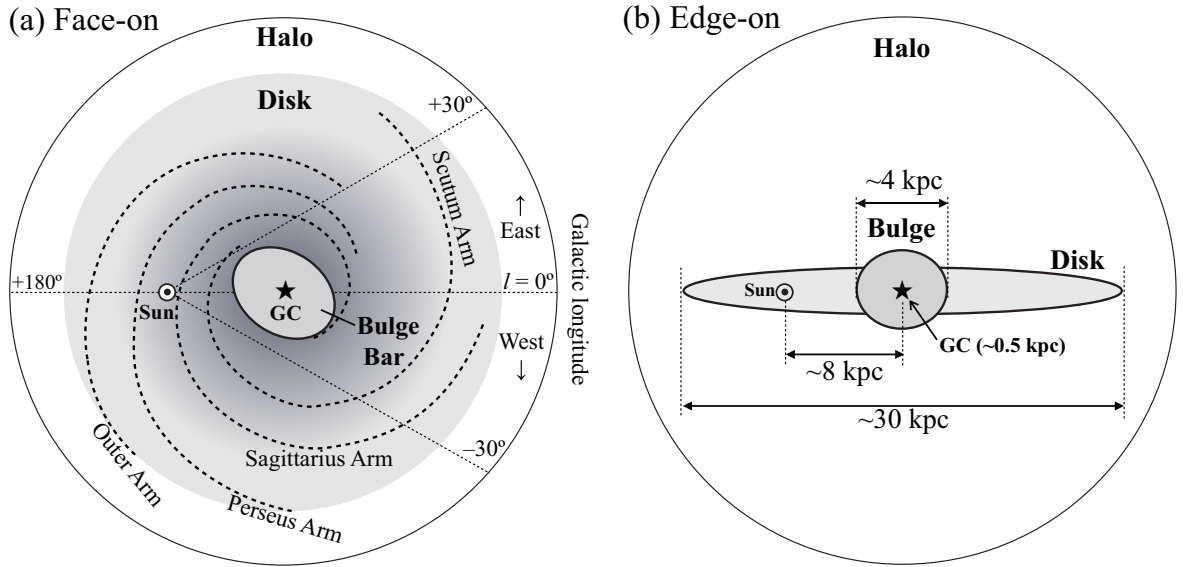 (a) Face-on
Halo
Disk
+30º
Scutum Arm
↑
East
+180º
l = 0º
Galactic longitude
Sun
GC
Bulge
Bar
West
↓
–30º
Sagittarius Arm
Outer Arm
Perseus Arm
(b) Edge-on
Halo
~4 kpc
Bulge
Disk
Sun
GC (~0.5 kpc)
~8 kpc
~30 kpc